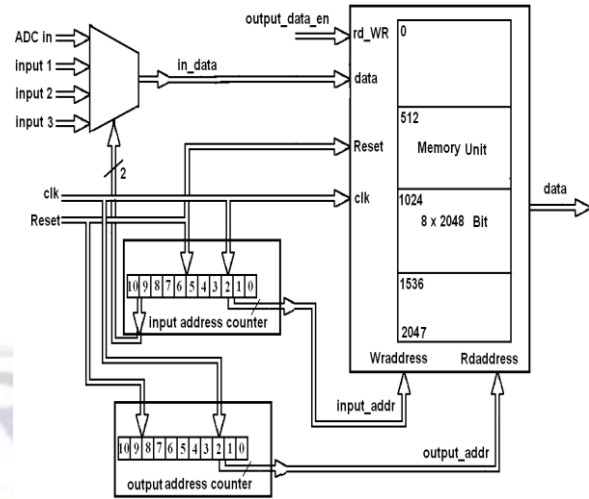 output_data_en
ADC in
input 1
input 2
input 3
in_data
2
rd_WR
data
Reset
clk
0
512
Memory Unit
1024
8 x 2048 Bit
1536
2047
Wraddress
Rdaddress
data
clk
Reset
10 9 8 7 6 5 4 3 2 1 0
input address counter
input_addr
10 9 8 7 6 5 4 3 2 1 0
output address counter
output_addr